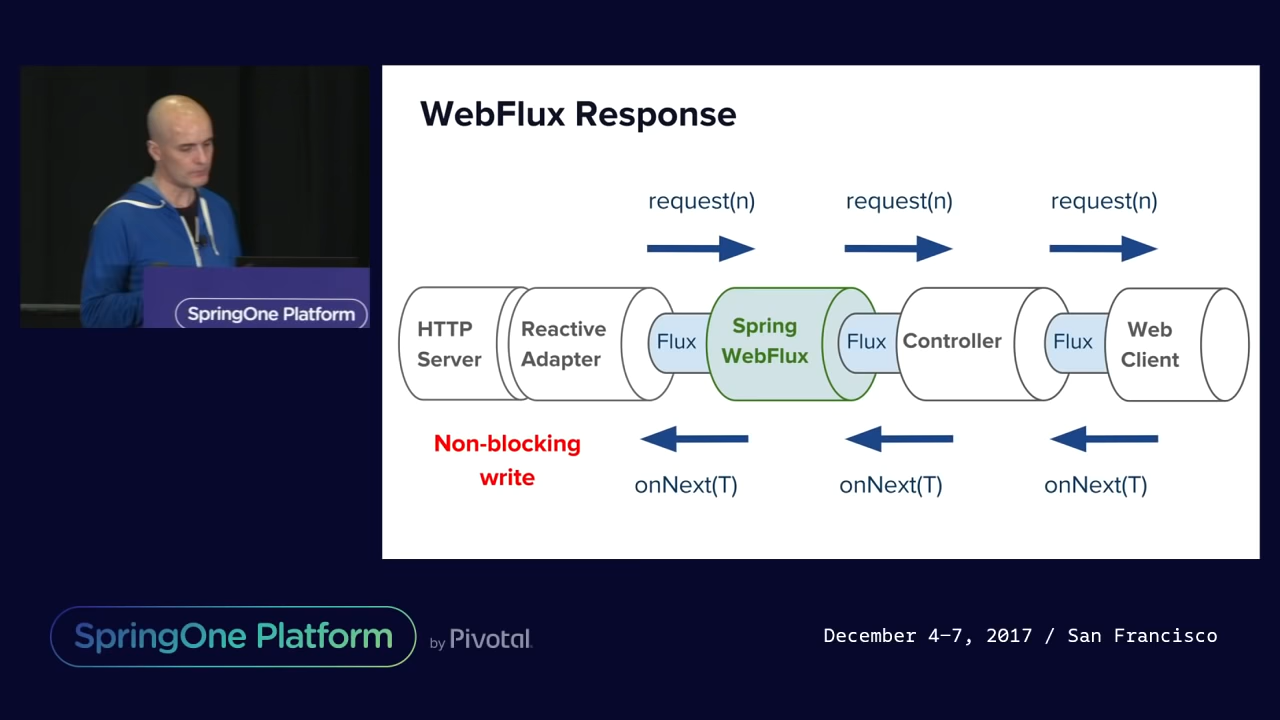 WebFlux Response
request(n) request(n) request(n)
HTTP Server
Reactive Adapter
Flux
Spring WebFlux
Flux
Controller
Flux
Web Client
Non-blocking
write
onNext(T) onNext(T) onNext(T)
SpringOne Platform
SpringOne Platform by Pivotal.
December 4–7, 2017 / San Francisco